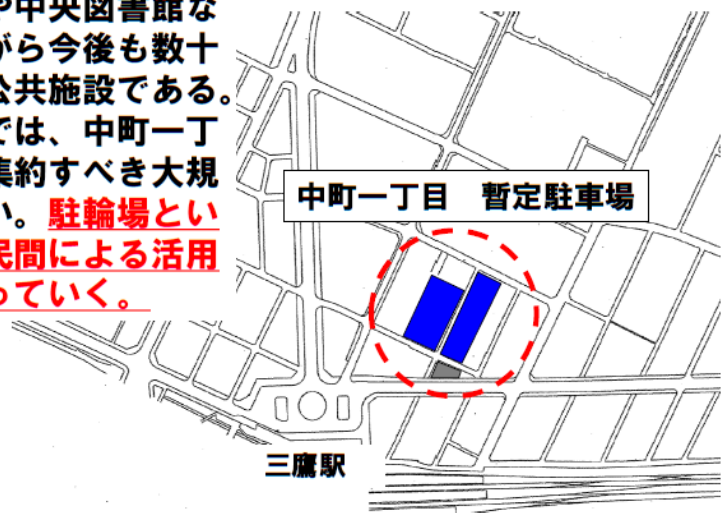 や中央図書館な
がら今後も数十
公共施設である。
では、中町一丁
集約すべき大規
い。駐輪場とい
民間による活用
っていく。
中町一丁目 暫定駐車場
三鷹駅